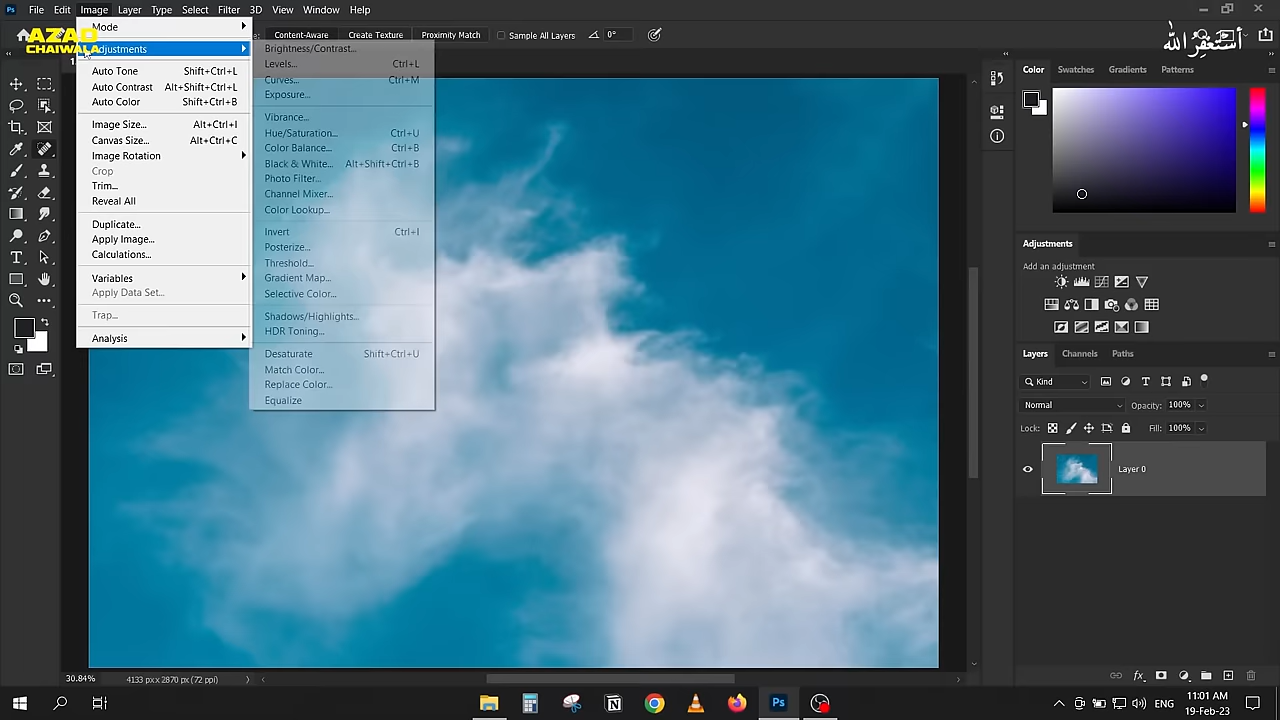 File Edit Image Layer Type Select Filter 3D View Window Help
AZAD
CHAIWALA
أستغفر الله
Content-Aware Create Texture Proximity Match Sample All Layers 0°
Mode
Adjustments
Auto Tone Shift+Ctrl+L
Auto Contrast Alt+Shift+Ctrl+L
Auto Color Shift+Ctrl+B
Image Size... Alt+Ctrl+I
Canvas Size... Alt+Ctrl+C
Image Rotation
Crop
Trim...
Reveal All
Duplicate...
Apply Image...
Calculations...
Variables
Apply Data Set...
Trap...
Analysis
Brightness/Contrast...
Levels... Ctrl+L
Curves... Ctrl+M
Exposure...
Vibrance...
Hue/Saturation... Ctrl+U
Color Balance... Ctrl+B
Black & White... Alt+Shift+Ctrl+B
Photo Filter...
Channel Mixer...
Color Lookup...
Invert Ctrl+I
Posterize...
Threshold...
Gradient Map...
Selective Color...
Shadows/Highlights...
HDR Toning...
Desaturate Shift+Ctrl+U
Match Color...
Replace Color...
Equalize
Color Swatches Gradients Patterns
Adjustments
Add an adjustment
Layers Channels Paths
Kind
Normal Opacity: 100%
Lock: Fill: 100%
Layer 0
30.84% 4133 px x 2870 px (72 ppi)
ENG
11:01 AM
19-Feb-23